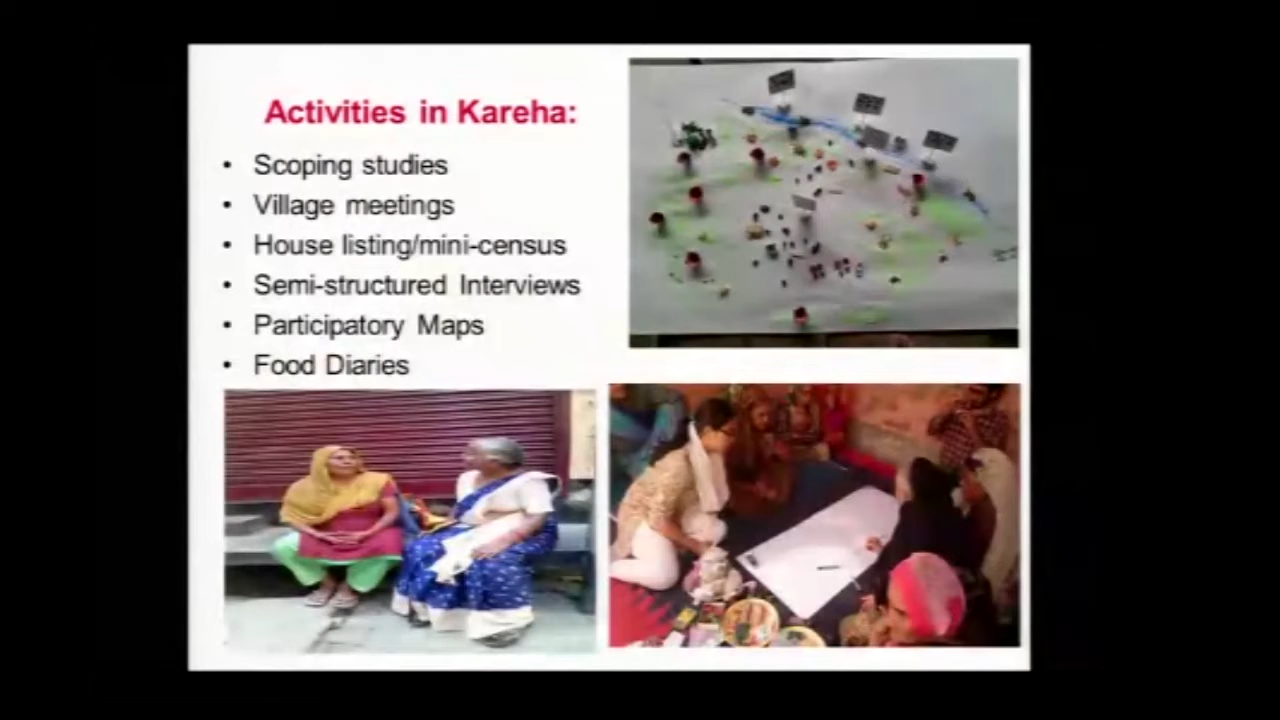 Activities in Kareha:
• Scoping studies
• Village meetings
• House listing/mini-census
• Semi-structured Interviews
• Participatory Maps
• Food Diaries